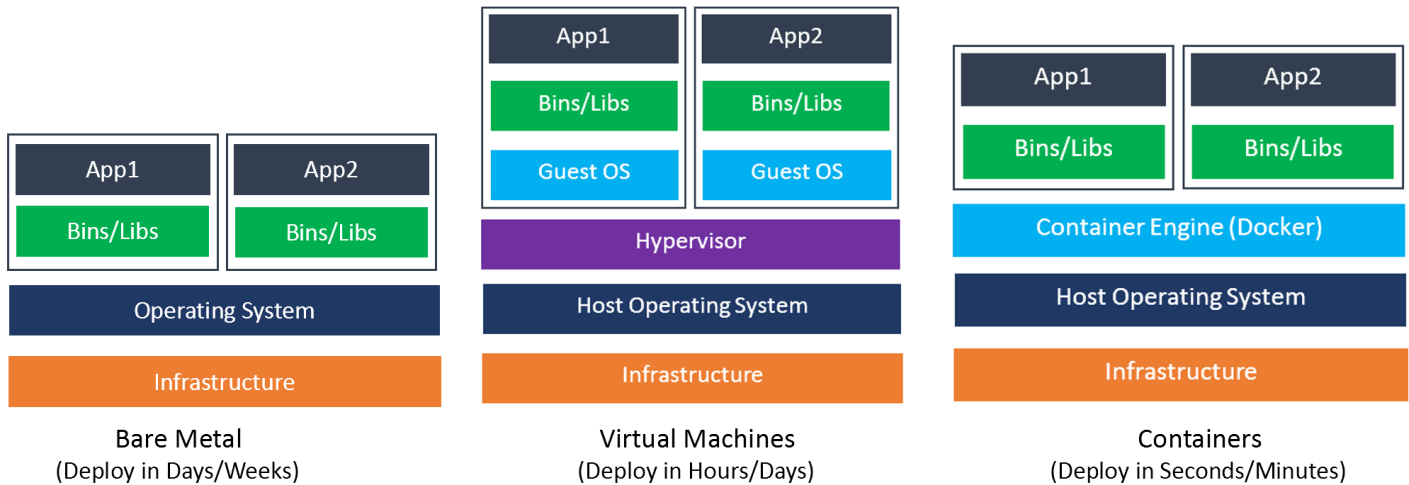 App1
App2
Bins/Libs
Bins/Libs
Operating System
Infrastructure
Bare Metal
(Deploy in Days/Weeks)
App1
App2
Bins/Libs
Bins/Libs
Guest OS
Guest OS
Hypervisor
Host Operating System
Infrastructure
Virtual Machines
(Deploy in Hours/Days)
App1
App2
Bins/Libs
Bins/Libs
Container Engine (Docker)
Host Operating System
Infrastructure
Containers
(Deploy in Seconds/Minutes)